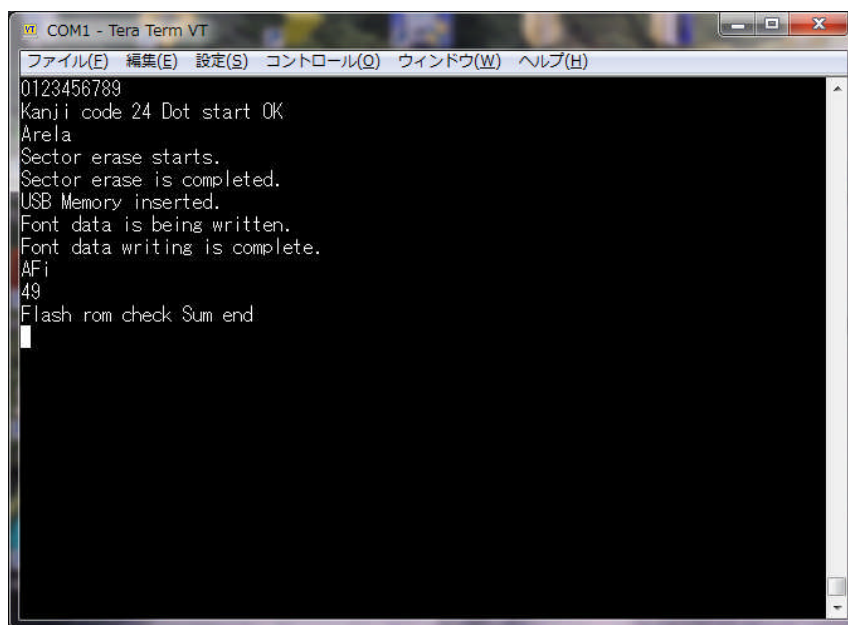 COM1 - Tera Term VT
ファイル(F) 編集(E) 設定(S) コントロール(O) ウィンドウ(W) ヘルプ(H)
0123456789
Kanji code 24 Dot start OK
Arela
Sector erase starts.
Sector erase is completed.
USB Memory inserted.
Font data is being written.
Font data writing is complete.
AFi
49
Flash rom check Sum end